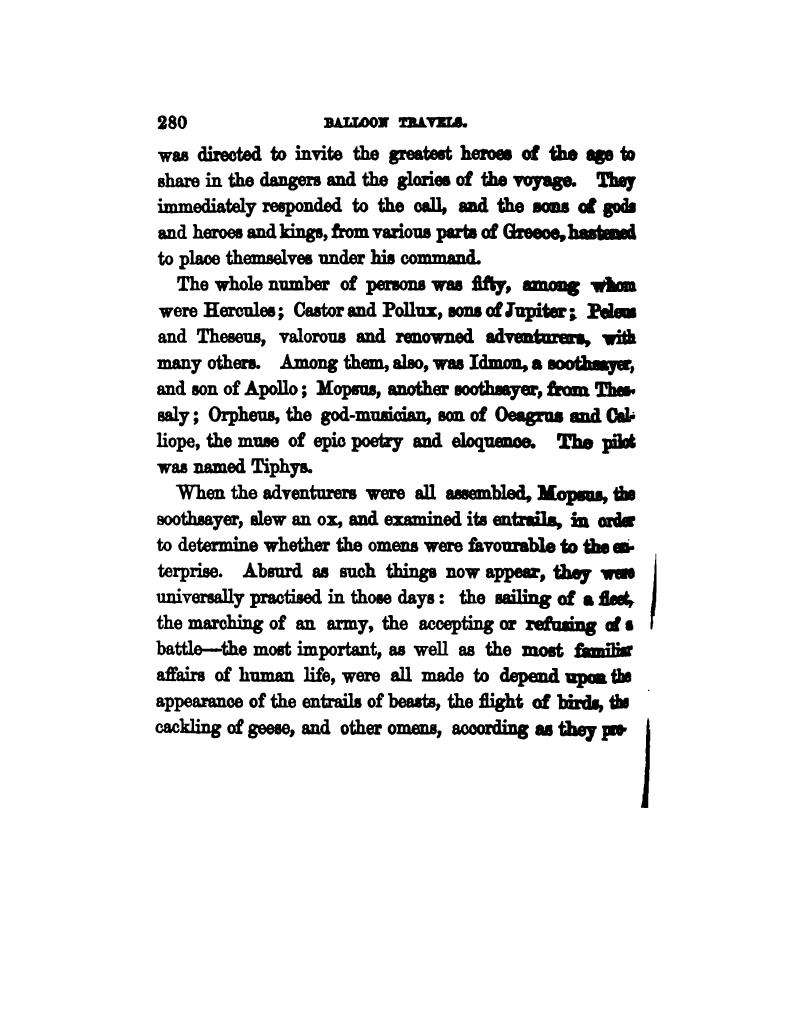 280 BALLOON TRAVELS.
was directed to invite the greatest heroes of the age to
share in the dangers and the glories of the voyage. They
immediately responded to the call, and the sons of gods
and heroes and kings, from various parts of Greece, hastened
to place themselves under his command.
The whole number of persons was fifty, among whom
were Hercules; Castor and Pollux, sons of Jupiter; Peleus
and Theseus, valorous and renowned adventurers, with
many others. Among them, also, was Idmon, a soothsayer,
and son of Apollo; Mopsus, another soothsayer, from Thes-
saly; Orpheus, the god-musician, son of Oeagrus and Cal-
liope, the muse of epic poetry and eloquence. The pilot
was named Tiphys.
When the adventurers were all assembled, Mopsus, the
soothsayer, slew an ox, and examined its entrails, in order
to determine whether the omens were favourable to the en-
terprise. Absurd as such things now appear, they were
universally practised in those days: the sailing of a fleet,
the marching of an army, the accepting or refusing of a
battle—the most important, as well as the most familiar
affairs of human life, were all made to depend upon the
appearance of the entrails of beasts, the flight of birds, the
cackling of geese, and other omens, according as they pre-